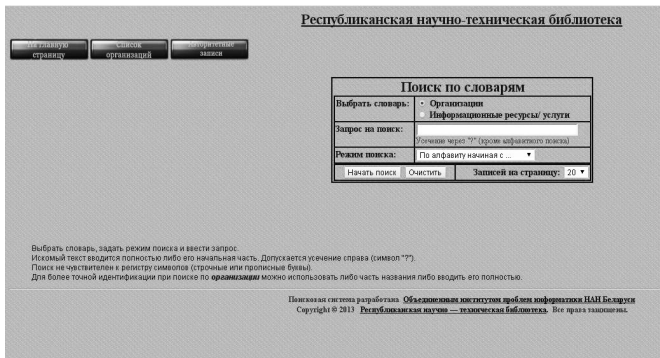 Республиканская научно-техническая библиотека
На главную страницу
Список организаций
Авторитетные записи
Поиск по словарям
Выбрать словарь:
Организации
Информационные ресурсы/ услуги
Запрос на поиск:
Усечение через "?" (кроме алфавитного поиска)
Режим поиска:
По алфавиту начиная с ...
Начать поиск Очистить Записей на страницу: 20
Выбрать словарь, задать режим поиска и ввести запрос.
Искомый текст вводится полностью либо его начальная часть. Допускается усечение справа (символ "?").
Поиск не чувствителен к регистру символов (строчные или прописные буквы).
Для более точной идентификации при поиске по организации можно использовать либо часть названия либо вводить его полностью.
Поисковая система разработана Объединенным институтом проблем информатики НАН Беларуси
Copyright © 2013 Республиканская научно — техническая библиотека. Все права защищены.